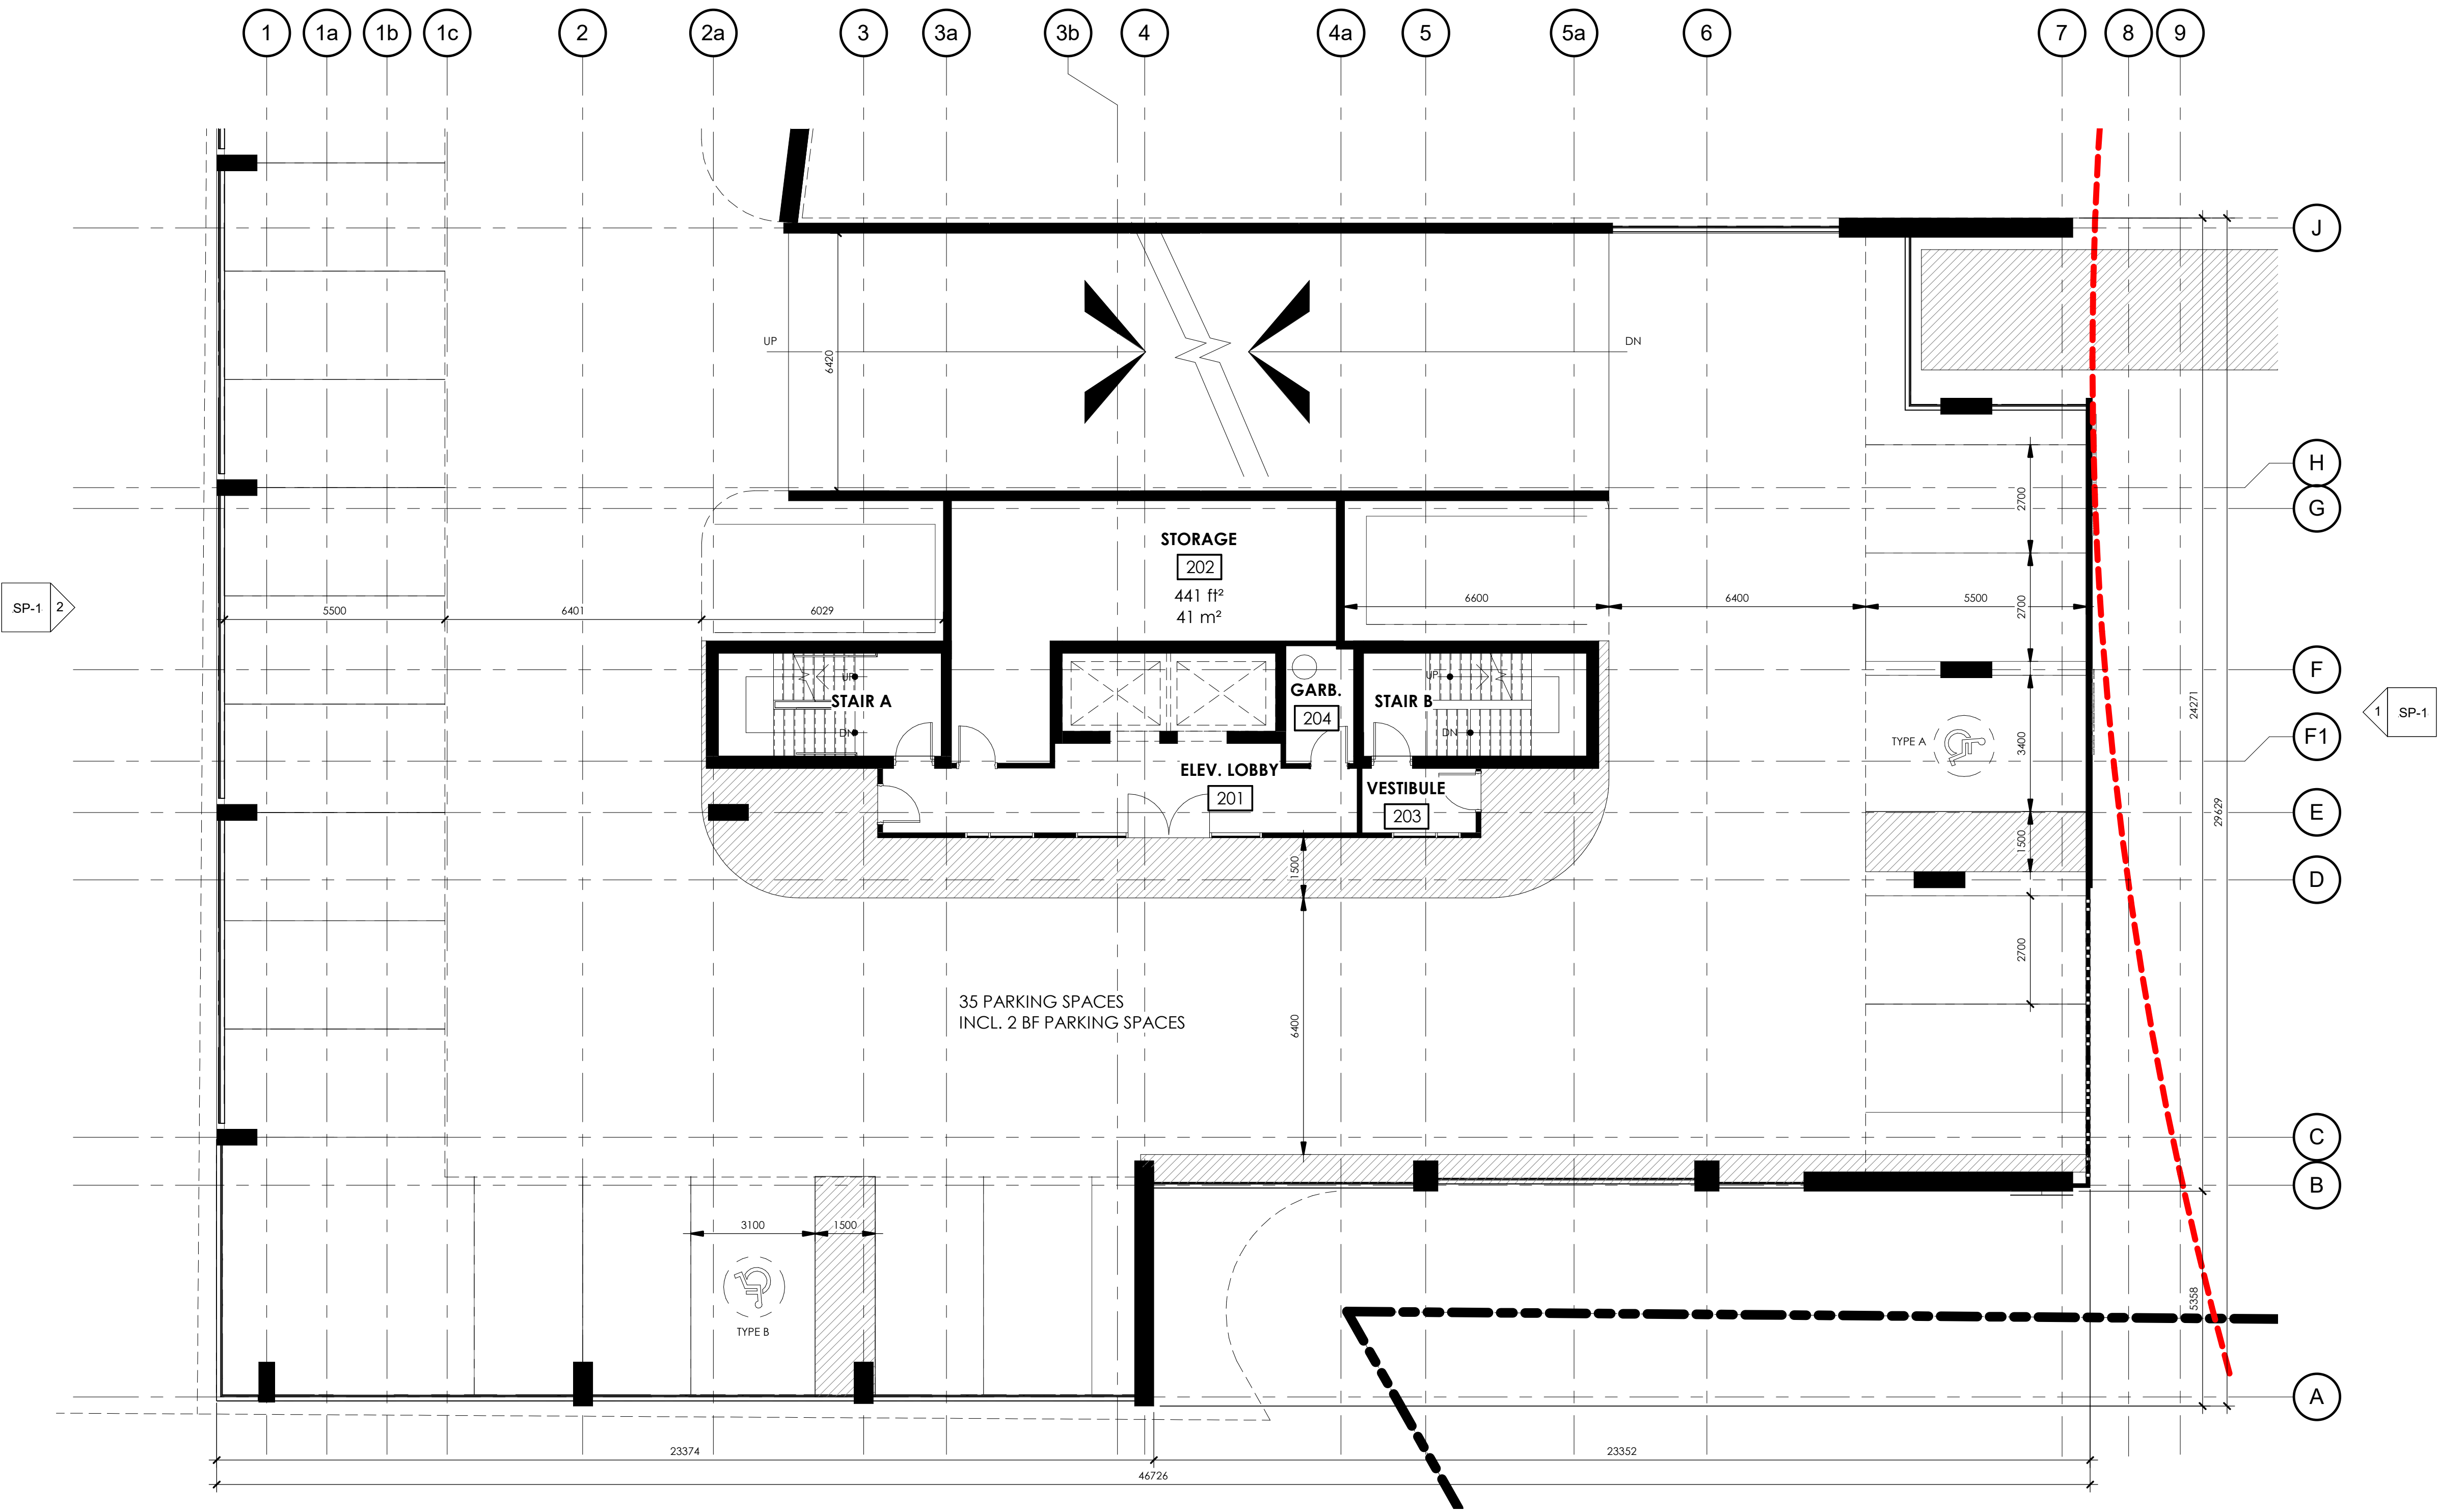 1 1a 1b 1c 2 2a 3 3a 3b 4 4a 5 5a 6 7 8 9
J
UP
DN
6420
H
2700
G
STORAGE
202
441 ft²
41 m²
SP-1 2
5500 6401 6029
6600 6400 5500
2700
F
UP
UP
GARB.
STAIR A
STAIR B
204
24271
1 SP-1
DN
DN
F1
TYPE A
3400
ELEV. LOBBY
201
VESTIBULE
203
29629
E
1500
1500
D
2700
35 PARKING SPACES
INCL. 2 BF PARKING SPACES
6400
C
B
3100 1500
TYPE B
5358
A
23374 23352
46726